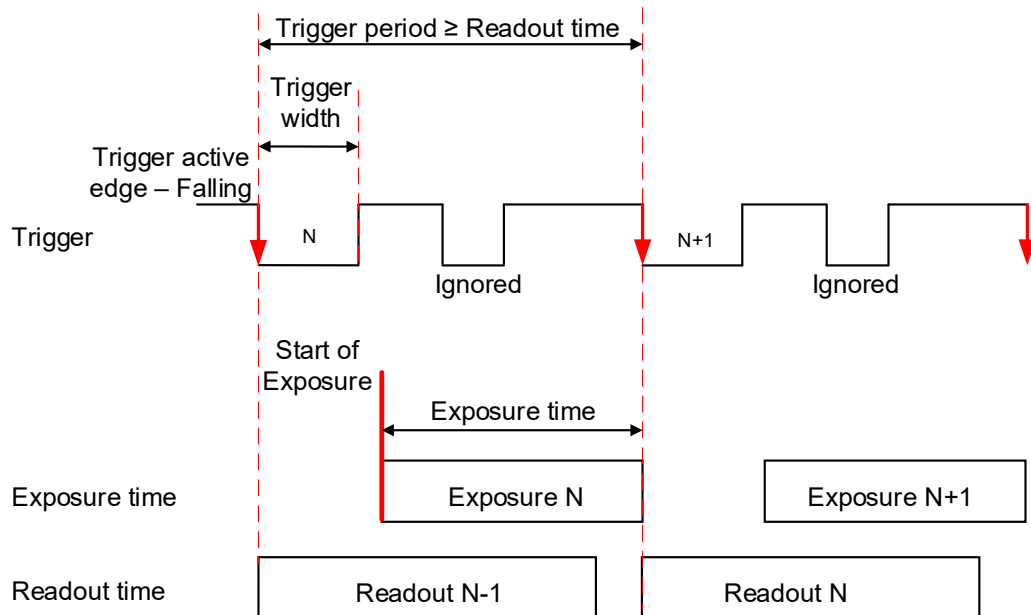 Trigger period ≥ Readout time
Trigger
width
Trigger active
edge – Falling
Trigger
N
N+1
Ignored
Ignored
Start of
Exposure
Exposure time
Exposure time
Exposure N
Exposure N+1
Readout time
Readout N-1
Readout N